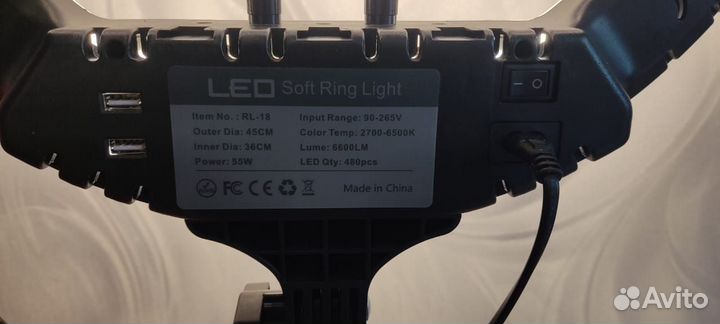 LED Soft Ring Light
Item No. : RL-18 Input Range: 90-265V
Outer Dia: 45CM Color Temp: 2700-6500K
Inner Dia: 36CM Lume: 6600LM
Power: 55W LED Qty: 480pcs
FC CE Made in China
Avito